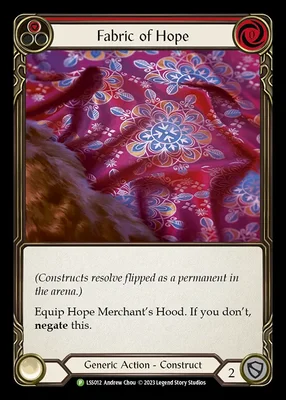 Fabric of Hope
(Constructs resolve flipped as a permanent in
the arena.)
Equip Hope Merchant's Hood. If you don't,
negate this.
Generic Action - Construct
2
P LSS012 Andrew Chou © 2023 Legend Story Studios